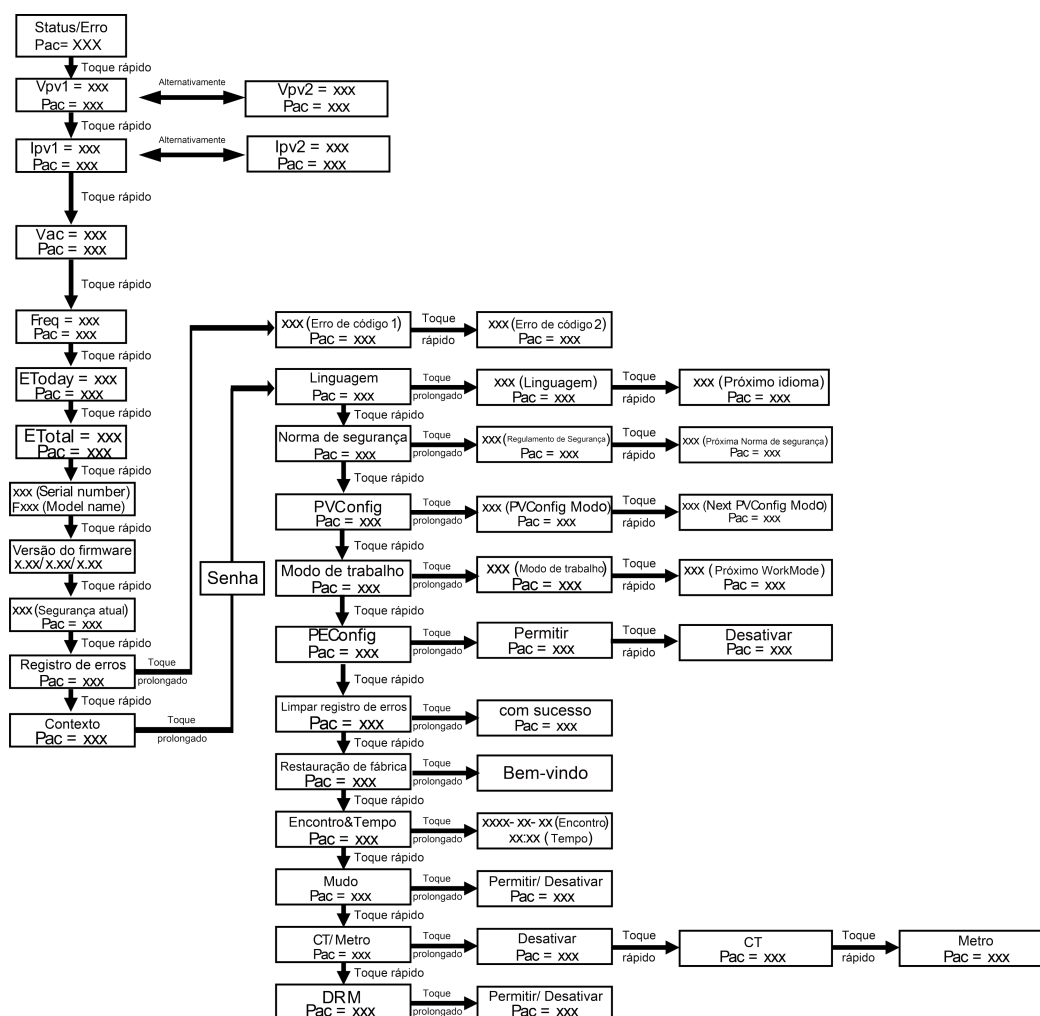 Status/Erro
Pac= XXX
Toque rápido
Vpv1 = xxx
Pac = xxx
Alternativamente
Vpv2 = xxx
Pac = xxx
Toque rápido
Ipv1 = xxx
Pac = xxx
Alternativamente
Ipv2 = xxx
Pac = xxx
Toque rápido
Vac = xxx
Pac = xxx
Toque rápido
Freq = xxx
Pac = xxx
Toque rápido
EToday = xxx
Pac = xxx
Toque rápido
ETotal = xxx
Pac = xxx
Toque rápido
xxx (Serial number)
Fxxx (Model name)
Toque rápido
Versão do firmware
x.xx/ x.xx/ x.xx
Toque rápido
xxx (Segurança atual)
Pac = xxx
Toque rápido
Registro de erros
Pac = xxx
Toque
prolongado
Toque rápido
Contexto
Pac = xxx
Toque
prolongado
Senha
xxx (Erro de código 1)
Pac = xxx
Toque
rápido
xxx (Erro de código 2)
Pac = xxx
Linguagem
Pac = xxx
Toque
prolongado
xxx (Linguagem)
Pac = xxx
Toque
rápido
xxx (Próximo idioma)
Pac = xxx
Toque rápido
Norma de segurança
Pac = xxx
Toque
prolongado
xxx (Regulamento de Segurança)
Pac = xxx
Toque
rápido
xxx (Próxima Norma de segurança)
Pac = xxx
Toque rápido
PVConfig
Pac = xxx
Toque
prolongado
xxx (PVConfig Modo)
Pac = xxx
Toque
rápido
xxx (Next PVConfig Modo)
Pac = xxx
Toque rápido
Modo de trabalho
Pac = xxx
Toque
prolongado
xxx (Modo de trabalho)
Pac = xxx
Toque
rápido
xxx (Próximo WorkMode)
Pac = xxx
Toque rápido
PEConfig
Pac = xxx
Toque
prolongado
Permitir
Pac = xxx
Toque
rápido
Desativar
Pac = xxx
Toque rápido
Limpar registro de erros
Pac = xxx
Toque
prolongado
com sucesso
Pac = xxx
Toque rápido
Restauração de fábrica
Pac = xxx
Toque
prolongado
Bem-vindo
Toque rápido
Encontro&Tempo
Pac = xxx
Toque
prolongado
xxxx- xx- xx (Encontro)
xx:xx ( Tempo)
Toque rápido
Mudo
Pac = xxx
Toque
prolongado
Permitir/ Desativar
Pac = xxx
Toque rápido
CT/ Metro
Pac = xxx
Toque
prolongado
Desativar
Pac = xxx
Toque
rápido
CT
Pac = xxx
Toque
rápido
Metro
Pac = xxx
Toque rápido
DRM
Pac = xxx
Toque
prolongado
Permitir/ Desativar
Pac = xxx